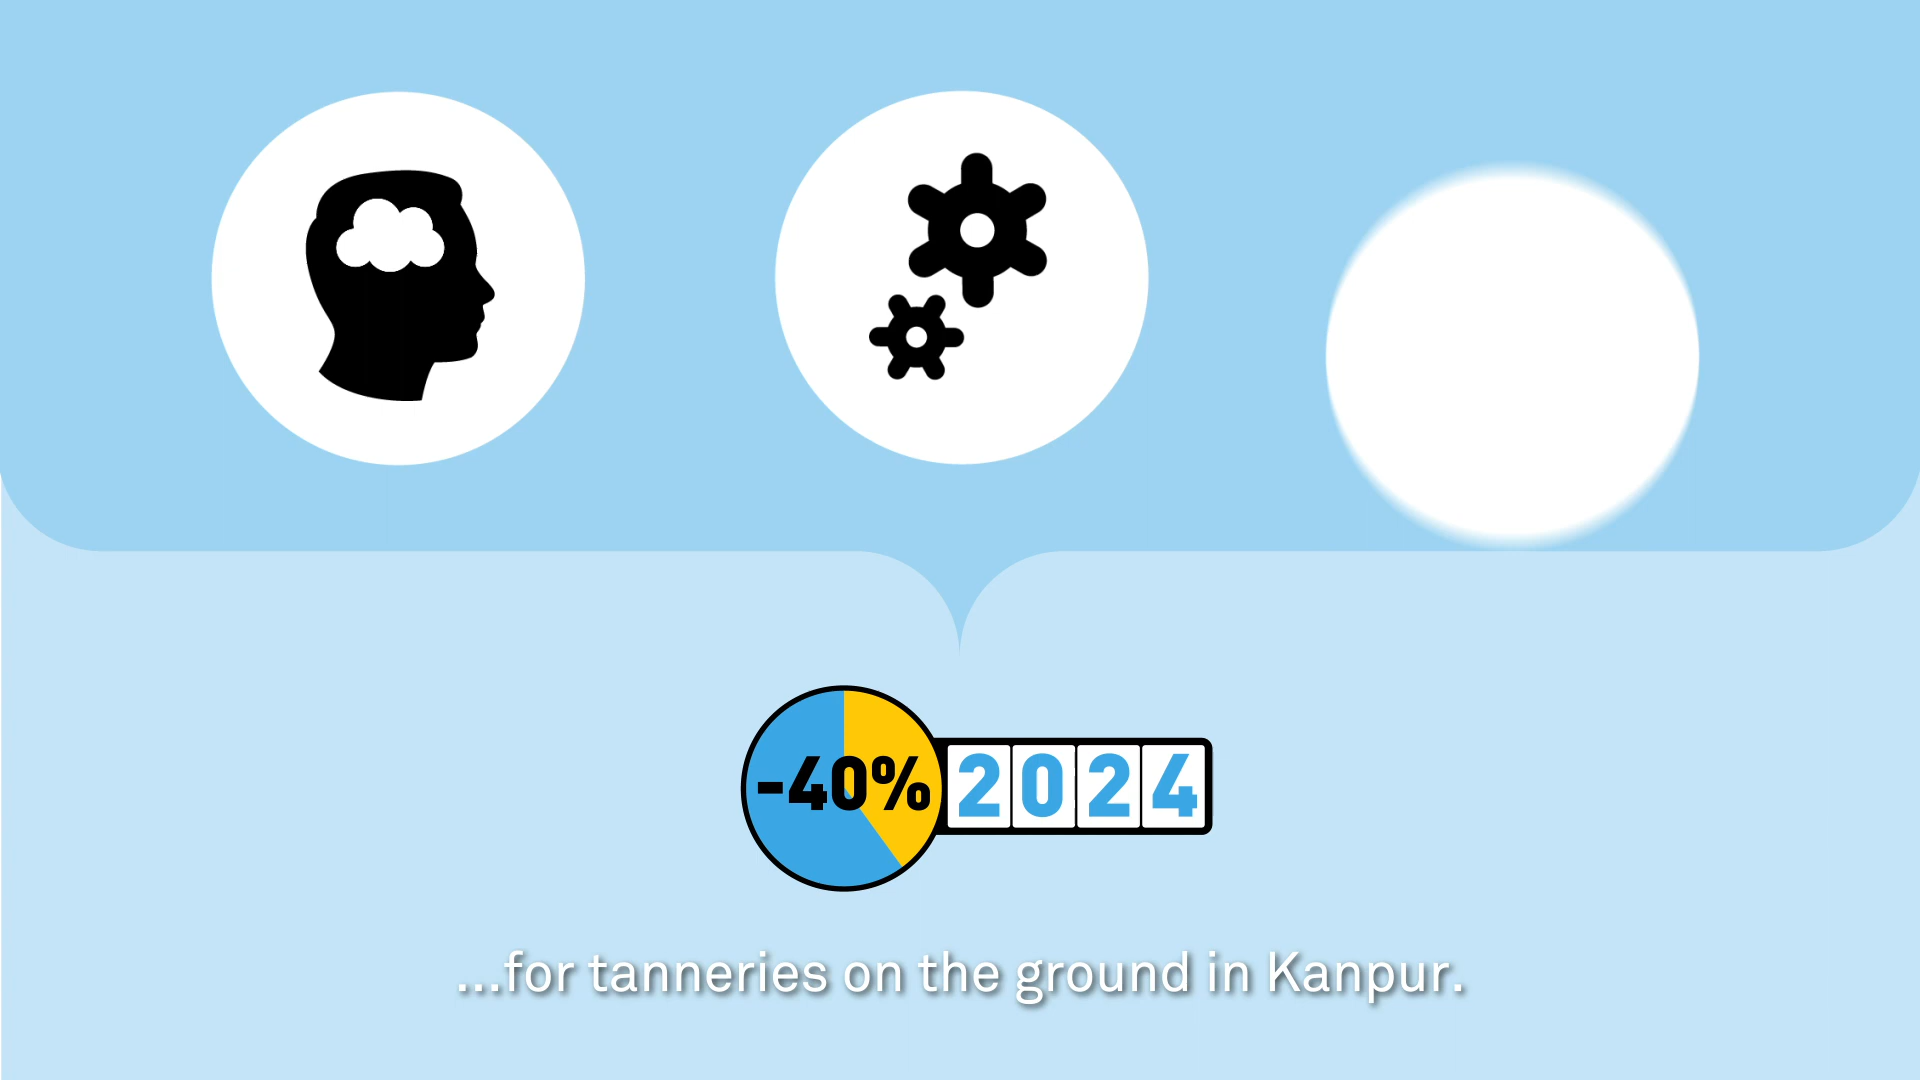 -40% 2024
...for tanneries on the ground in Kanpur.